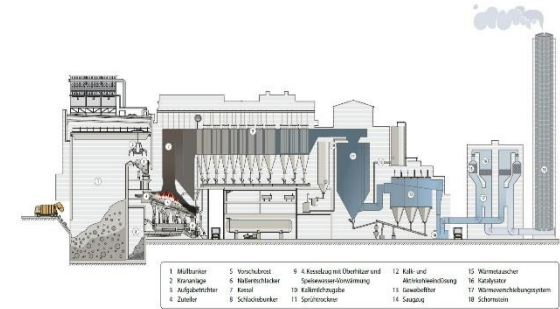 1 Müllbunker
2 Krananlage
3 Aufgabetrichter
4 Zuteiler
5 Vorschubrost
6 Naßentschlacker
7 Kessel
8 Schlackebunker
9 4. Kesselzug mit Überhitzer und
Speisewasser-Vorwärmung
10 Kalkmilchzugabe
11 Sprühtrockner
12 Kalk- und
Aktivkohleeindüsung
13 Gewebefilter
14 Saugzug
15 Wärmetauscher
16 Katalysator
17 Wärmeverschiebungssystem
18 Schornstein